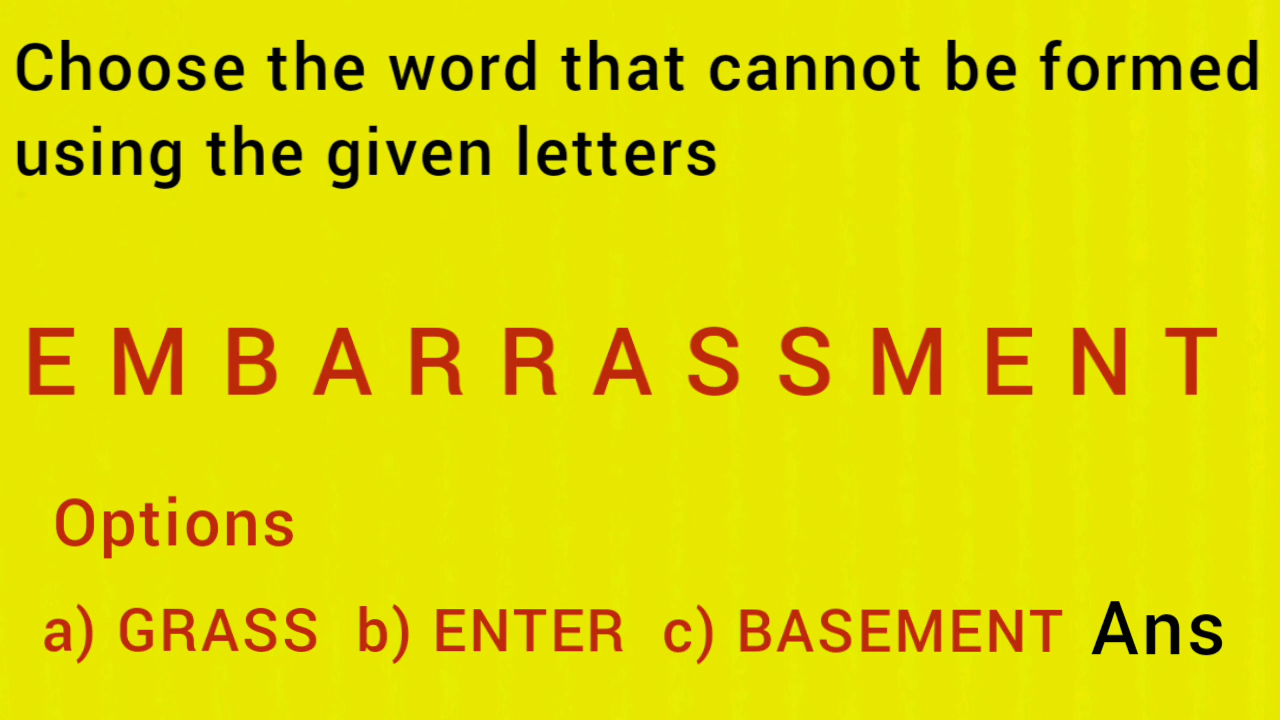 Choose the word that cannot be formed
using the given letters
E M B A R R A S S M E N T
Options
a) GRASS b) ENTER c) BASEMENT Ans